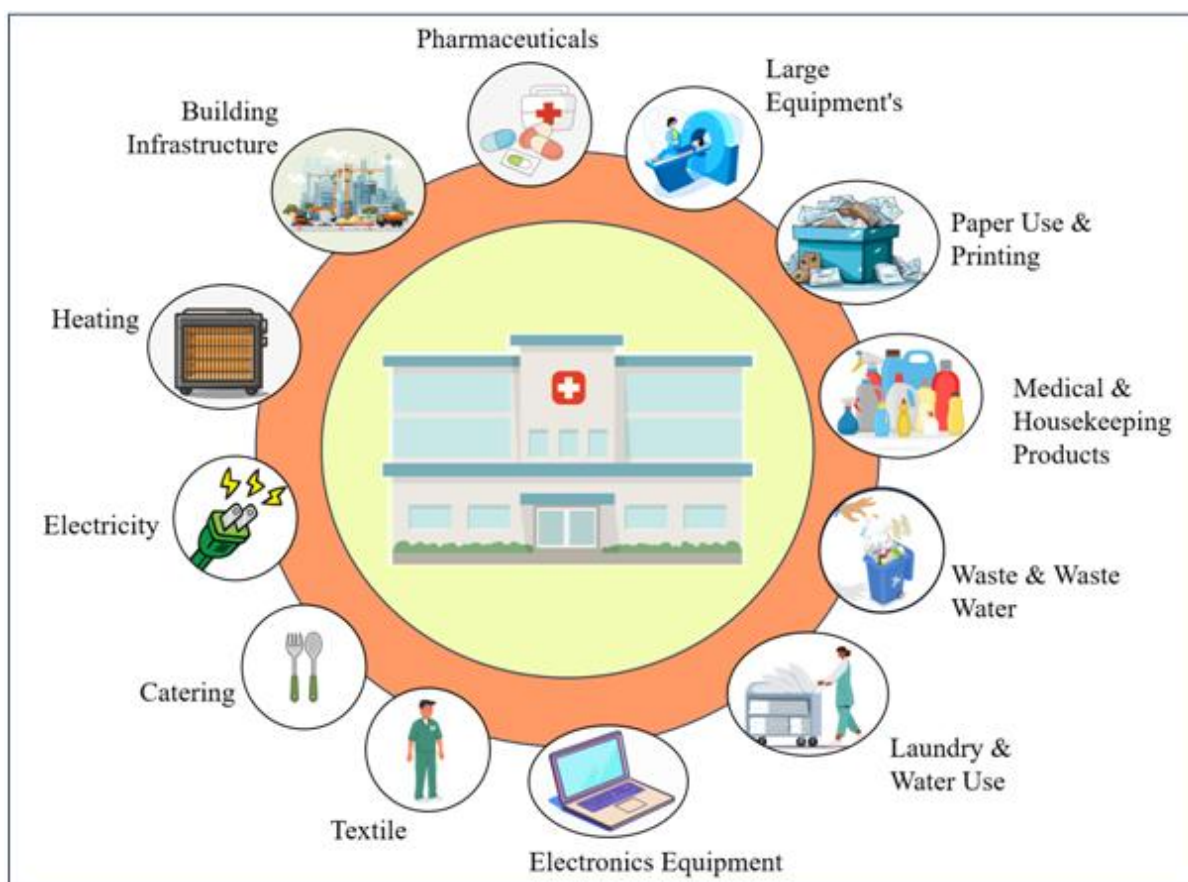 Pharmaceuticals
Large
Equipment's
Paper Use &
Printing
Medical &
Housekeeping
Products
Waste & Waste
Water
Laundry &
Water Use
Electronics Equipment
Textile
Catering
Electricity
Heating
Building
Infrastructure